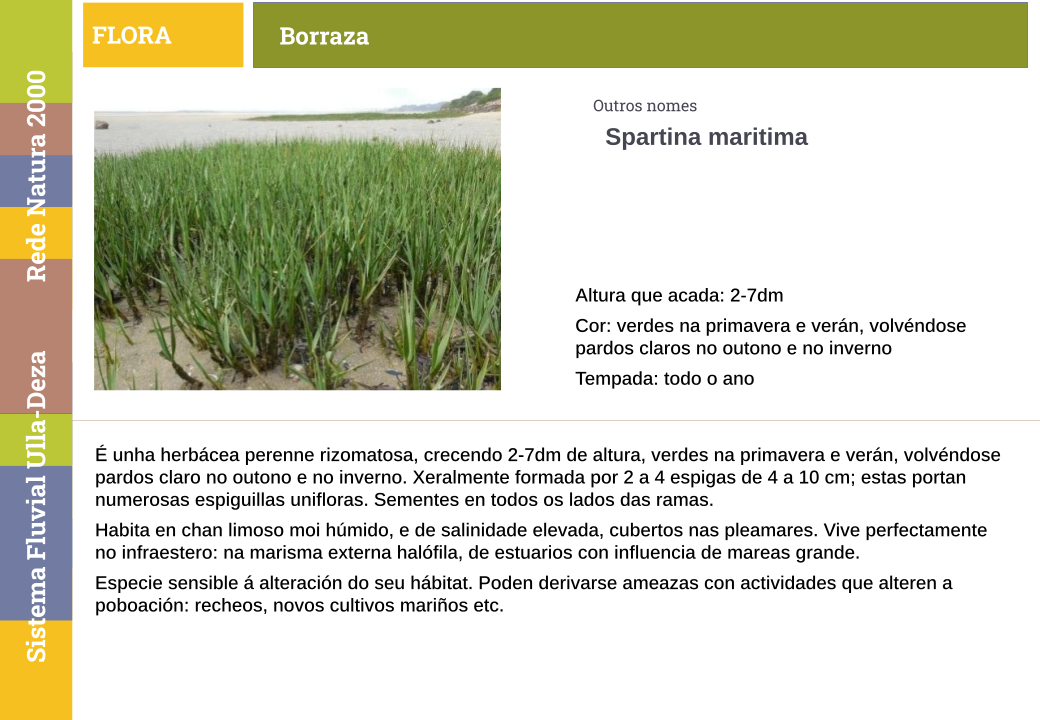 FLORA
Borraza
Rede Natura 2000
Sistema Fluvial Ulla-Deza
Outros nomes
Spartina maritima
Altura que acada: 2-7dm
Cor: verdes na primavera e verán, volvéndose
pardos claros no outono e no inverno
Tempada: todo o ano
É unha herbácea perenne rizomatosa, crecendo 2-7dm de altura, verdes na primavera e verán, volvéndose
pardos claro no outono e no inverno. Xeralmente formada por 2 a 4 espigas de 4 a 10 cm; estas portan
numerosas espiguillas unifloras. Sementes en todos os lados das ramas.
Habita en chan limoso moi húmido, e de salinidade elevada, cubertos nas pleamares. Vive perfectamente
no infraestero: na marisma externa halófila, de estuarios con influencia de mareas grande.
Especie sensible á alteración do seu hábitat. Poden derivarse ameazas con actividades que alteren a
poboación: recheos, novos cultivos mariños etc.